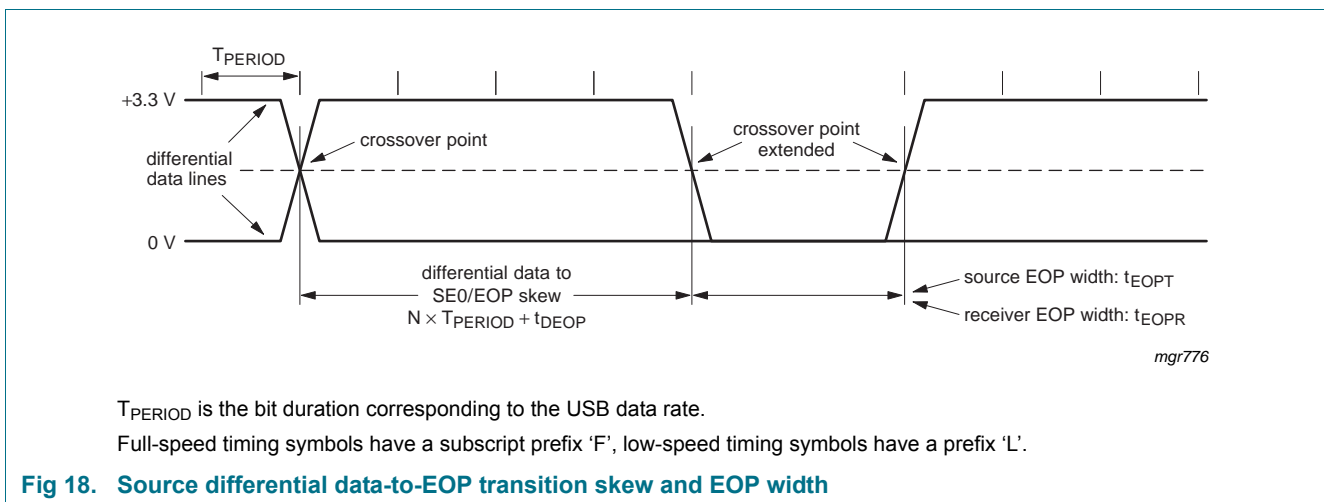 TPERIOD
+3.3 V
crossover point
crossover point
extended
differential
data lines
0 V
differential data to
SE0/EOP skew
N × TPERIOD + tDEOP
source EOP width: tEOPT
receiver EOP width: tEOPR
mgr776
TPERIOD is the bit duration corresponding to the USB data rate.
Full-speed timing symbols have a subscript prefix ‘F’, low-speed timing symbols have a prefix ‘L’.
Fig 18. Source differential data-to-EOP transition skew and EOP width